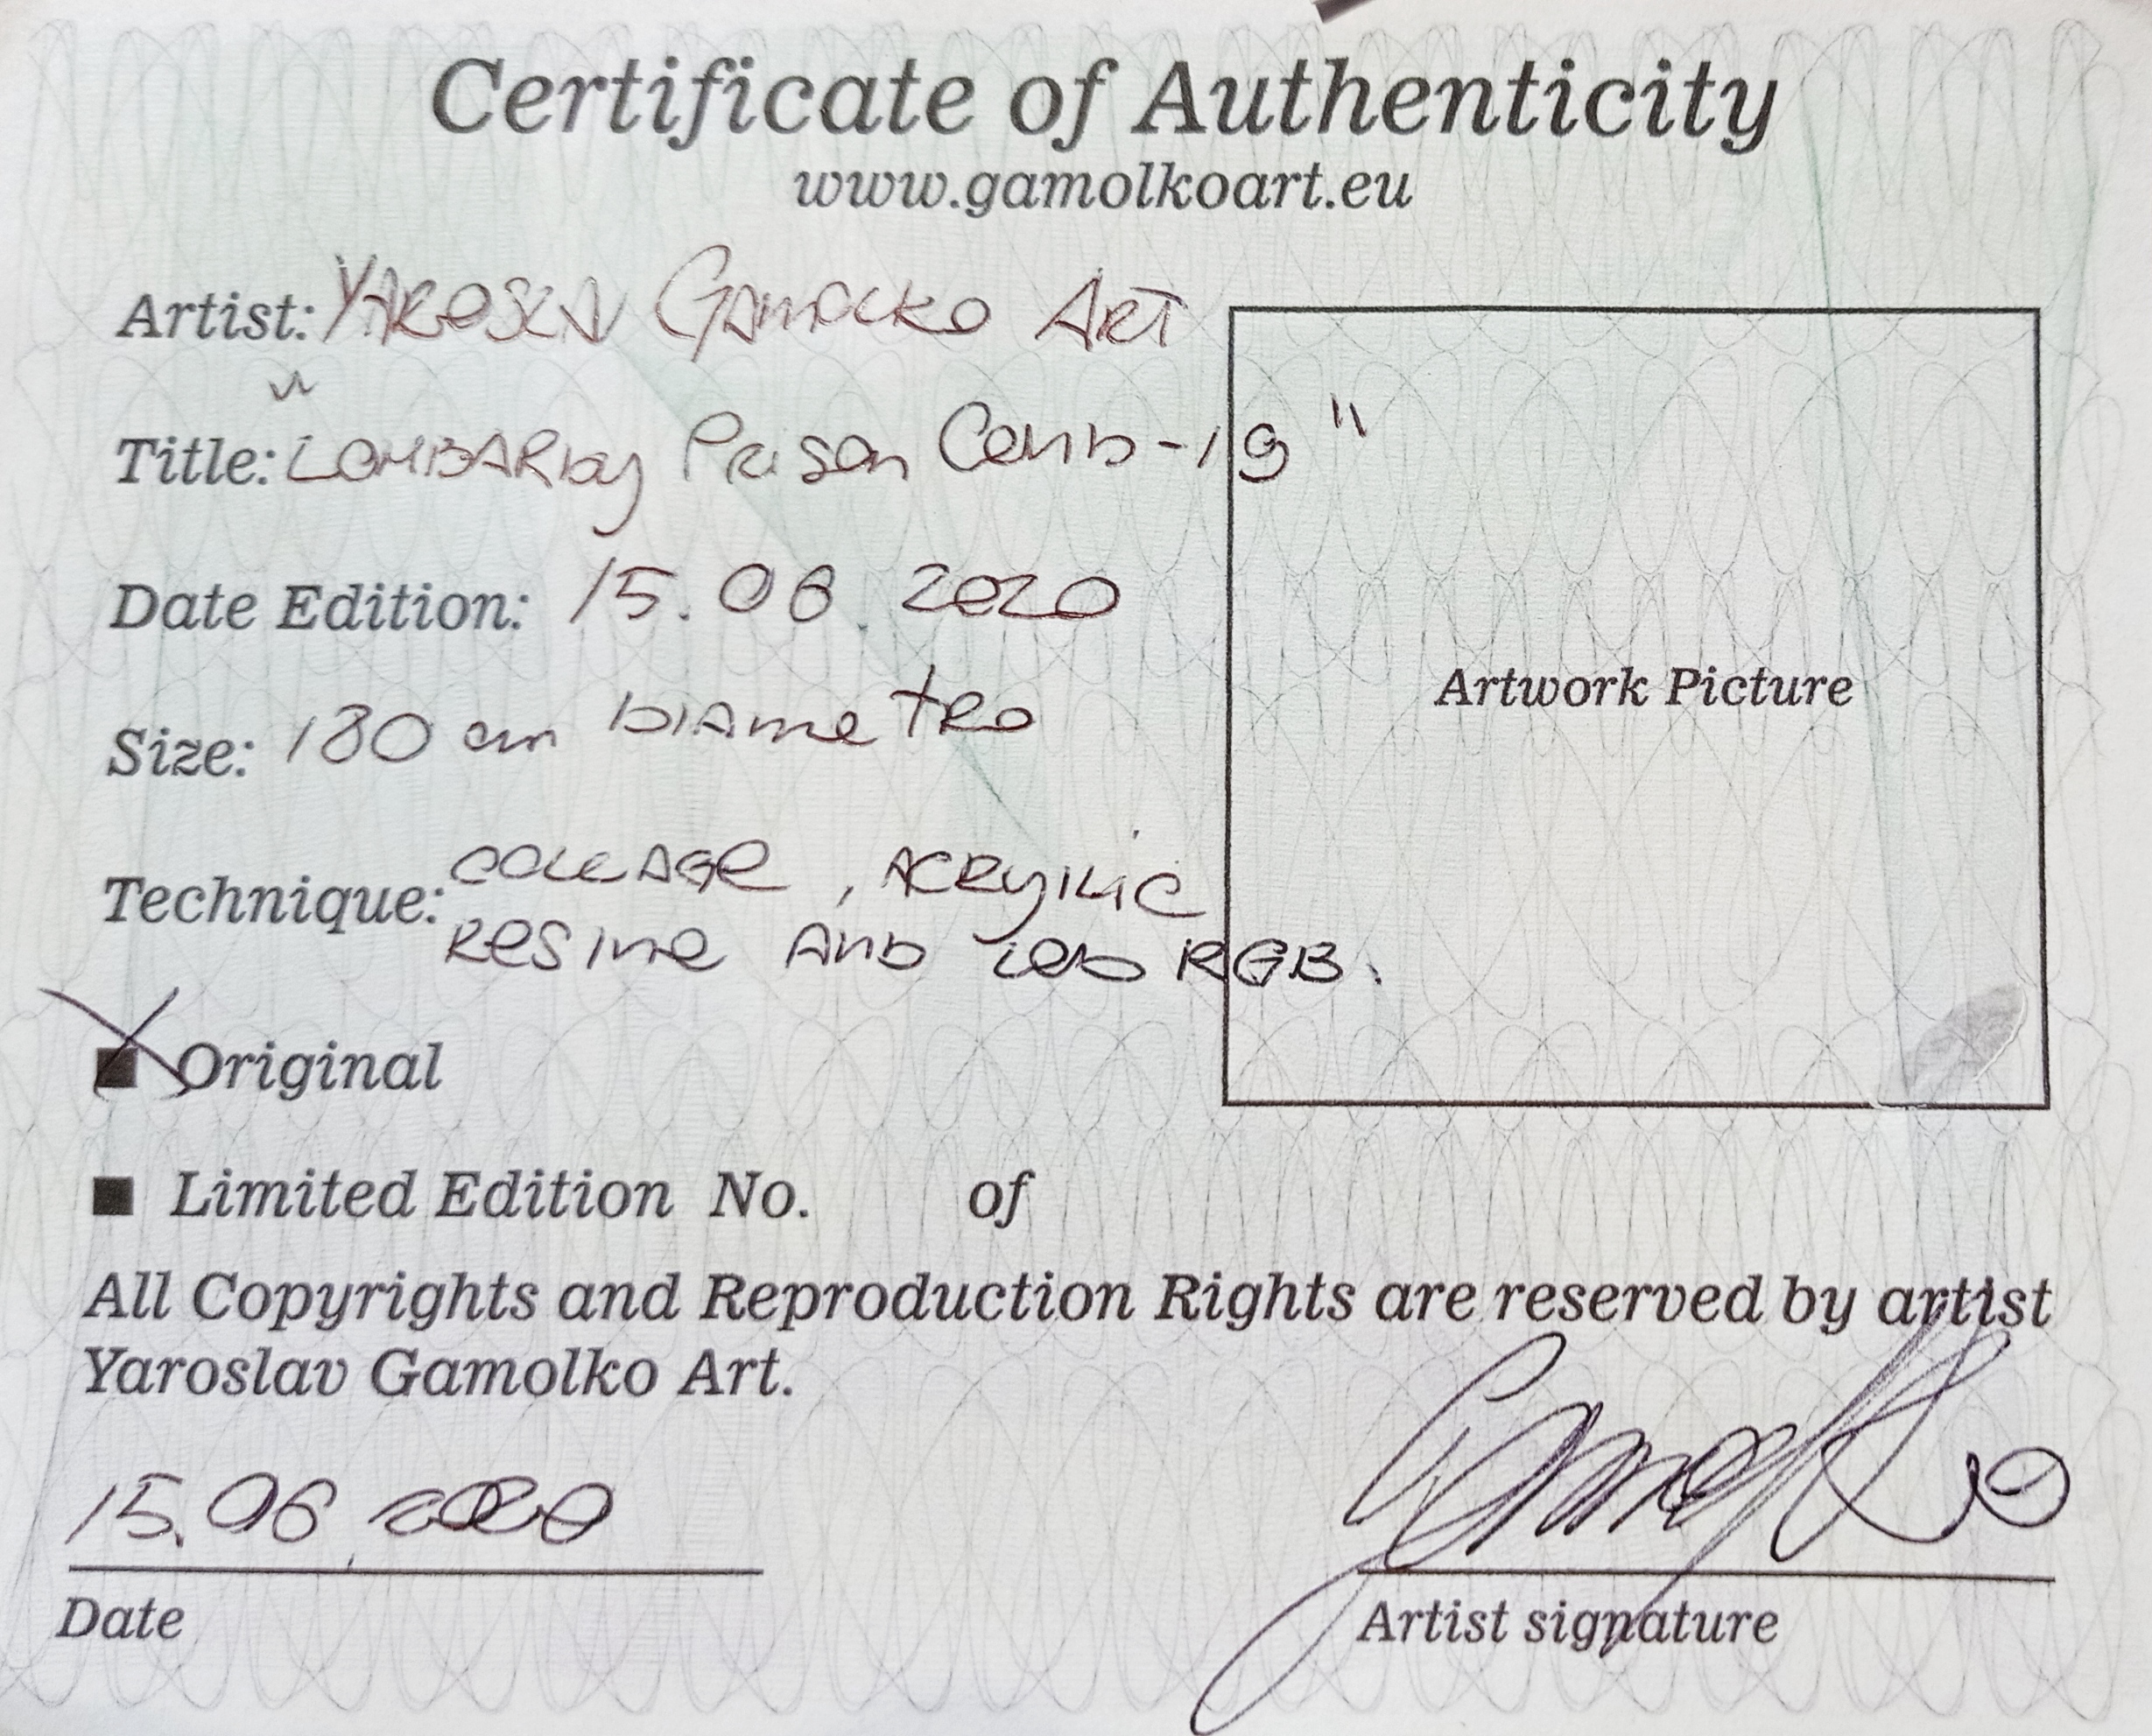 Certificate of Authenticity
www.gamolkoart.eu
Artist: YAROSLAV GAMOLKO ART
Title: "LOMBARDY PRISON COVID-19"
Date Edition: 15.06.2020
Size: 180 cm DIAMETRO
Technique: COLLAGE, ACRYLIC
RESINE AND LED RGB.
Artwork Picture
Original
Limited Edition No. of
All Copyrights and Reproduction Rights are reserved by artist
Yaroslav Gamolko Art.
15.06.2020
Gamolko
Date
Artist signature